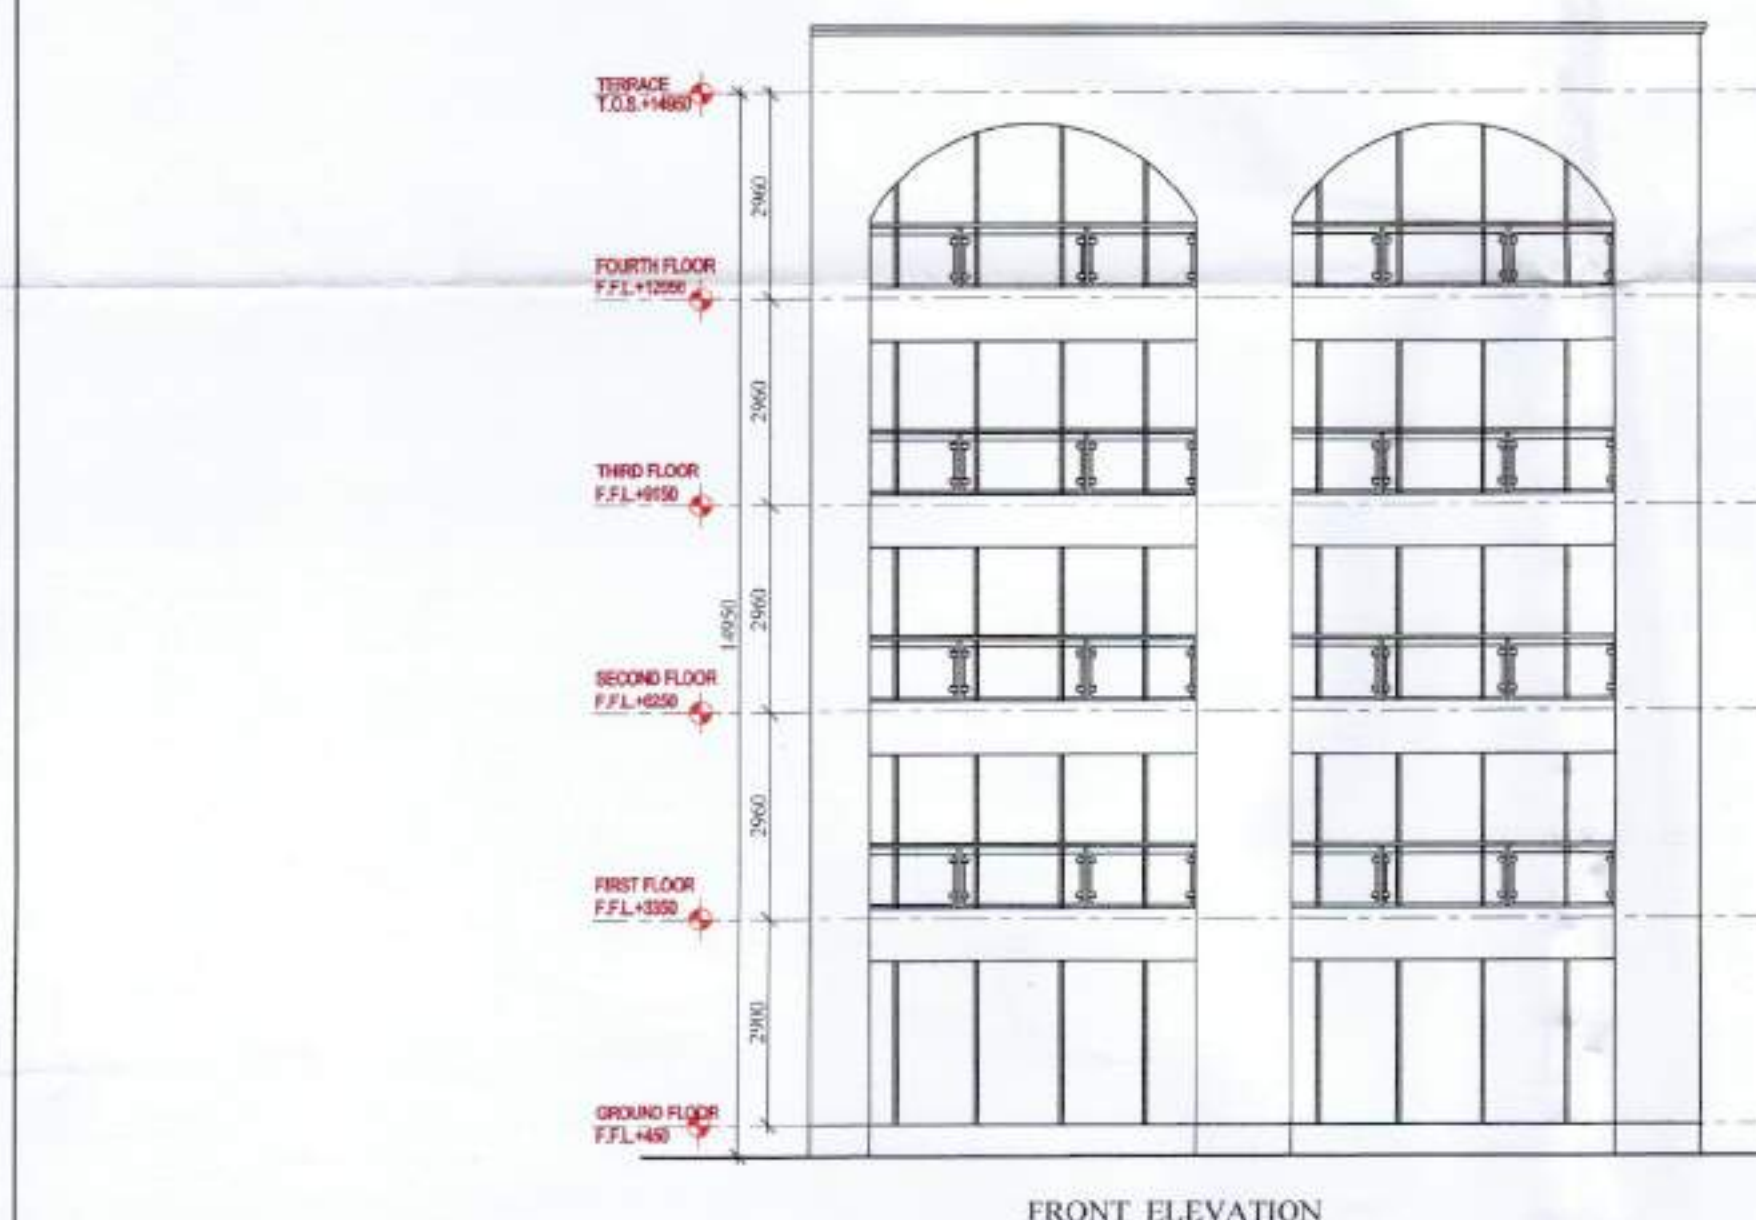 TERRACE
T.O.S.+14950
2960
FOURTH FLOOR
F.F.L.+12050
2960
THIRD FLOOR
F.F.L.+9150
2960
14950
SECOND FLOOR
F.F.L.+6250
2960
FIRST FLOOR
F.F.L.+3350
2900
GROUND FLOOR
F.F.L.+450
FRONT ELEVATION